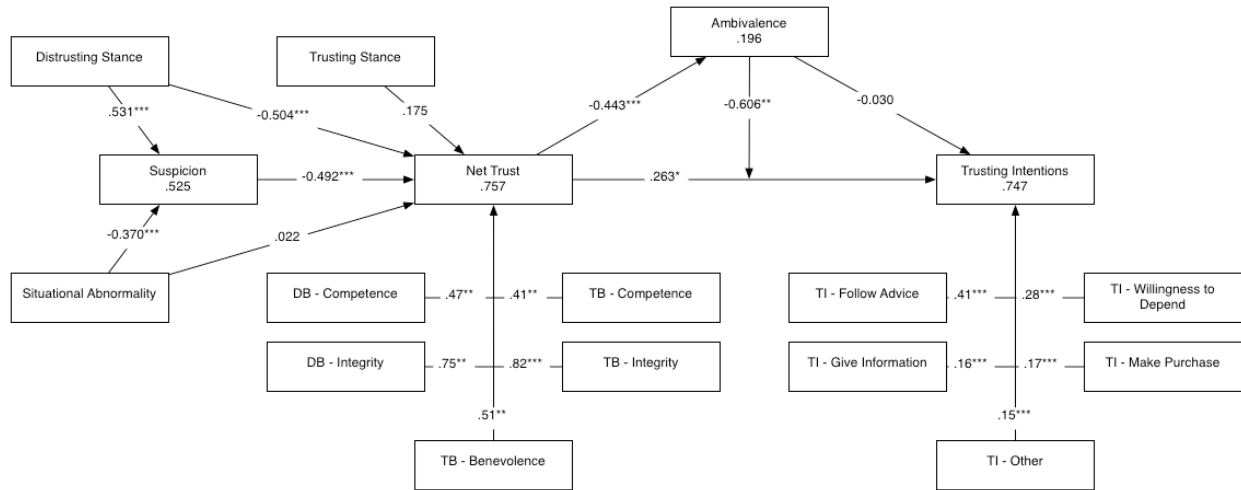 Ambivalence
.196
Distrusting Stance
Trusting Stance
.531***
-0.504***
.175
-0.443***
-0.606**
-0.030
Suspicion
.525
-0.492***
Net Trust
.757
.263*
Trusting Intentions
.747
-0.370***
.022
Situational Abnormality
DB - Competence
.47**
.41**
TB - Competence
TI - Follow Advice
.41***
.28***
TI - Willingness to
Depend
DB - Integrity
.75**
.82***
TB - Integrity
TI - Give Information
.16***
.17***
TI - Make Purchase
.51**
.15***
TB - Benevolence
TI - Other